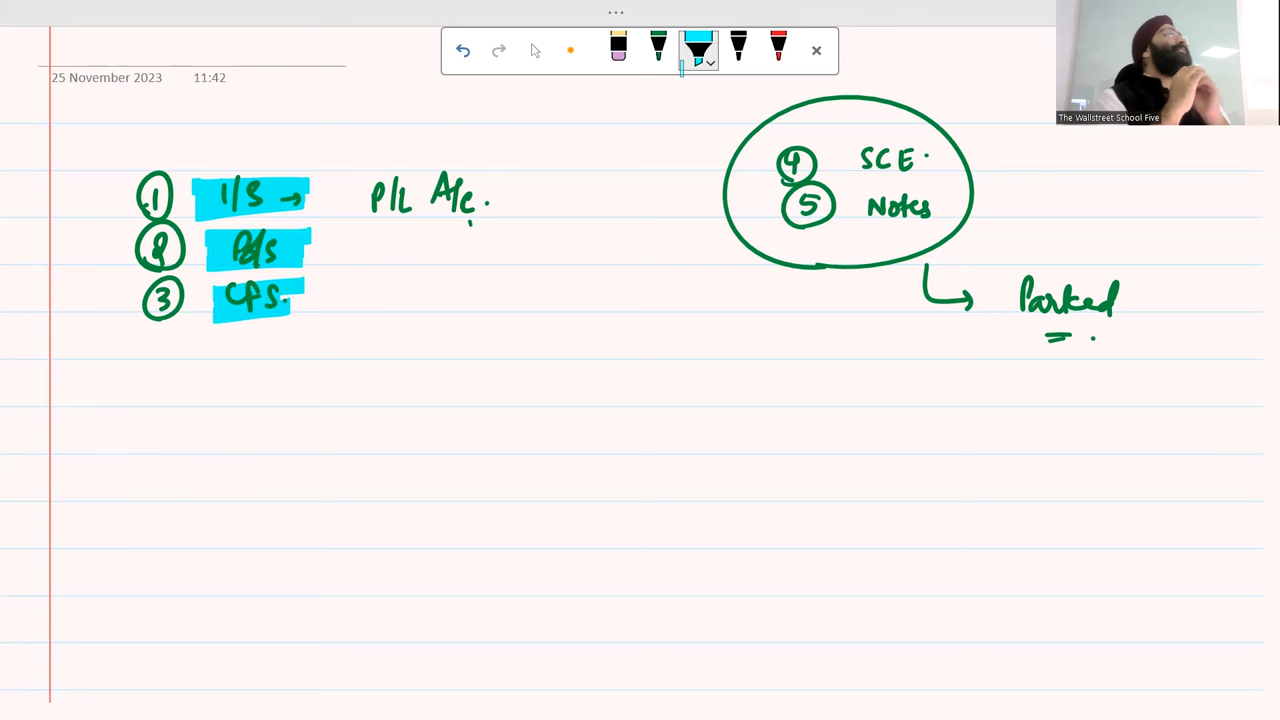 25 November 2023 11:42
The Wallstreet School Five
① I/S → P/L A/c.
② B/S
③ CFS.
④ SCE.
⑤ Notes
Parked